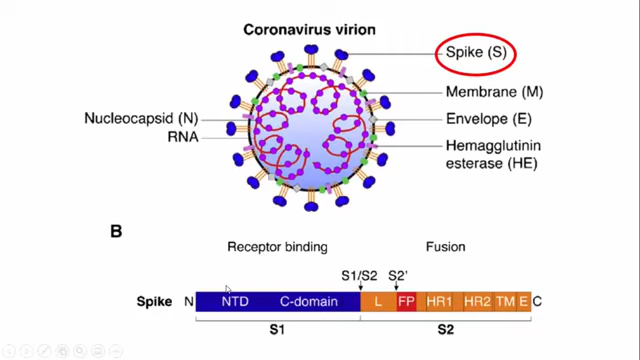 Coronavirus virion
Spike (S)
Membrane (M)
Nucleocapsid (N)
Envelope (E)
RNA
Hemagglutinin
esterase (HE)
B
Receptor binding
Fusion
S1/S2 S2'
Spike N NTD C-domain L FP HR1 HR2 TM E C
S1 S2